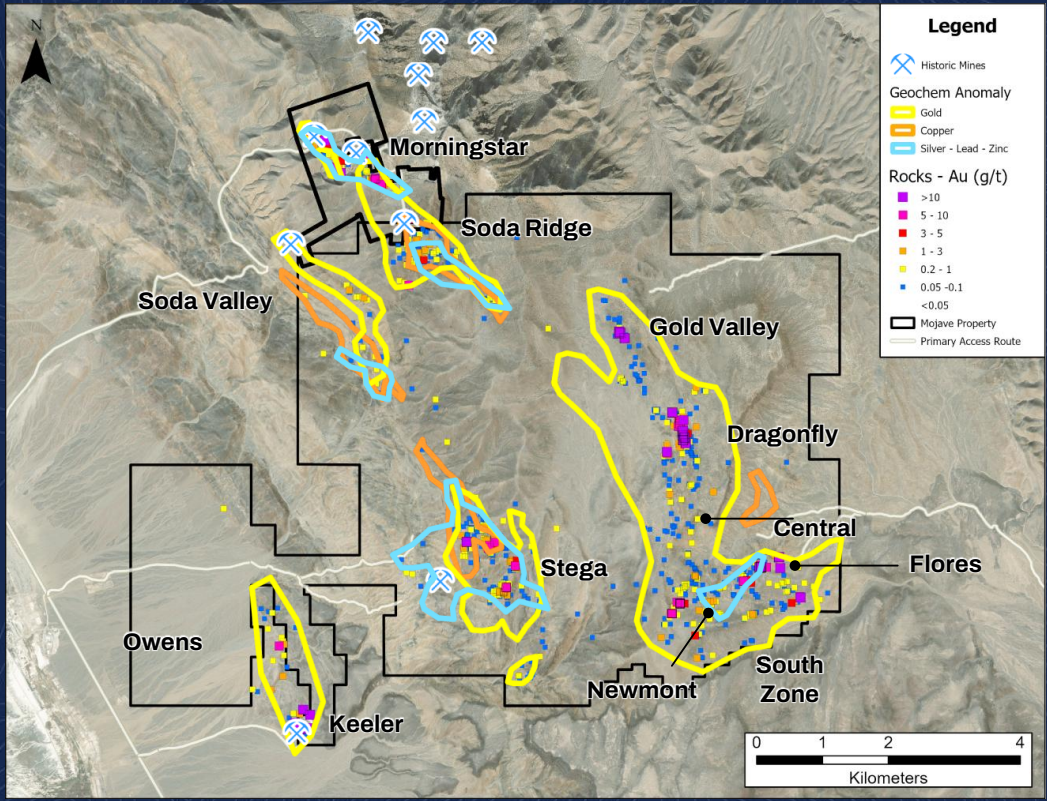 N
Legend
Historic Mines
Geochem Anomaly
Gold
Copper
Silver - Lead - Zinc
Rocks - Au (g/t)
>10
5 - 10
3 - 5
1 - 3
0.2 - 1
0.05 -0.1
<0.05
Mojave Property
Primary Access Route
Morningstar
Soda Ridge
Soda Valley
Gold Valley
Dragonfly
Central
Flores
Stega
Owens
Keeler
Newmont
South
Zone
0 1 2 4
Kilometers